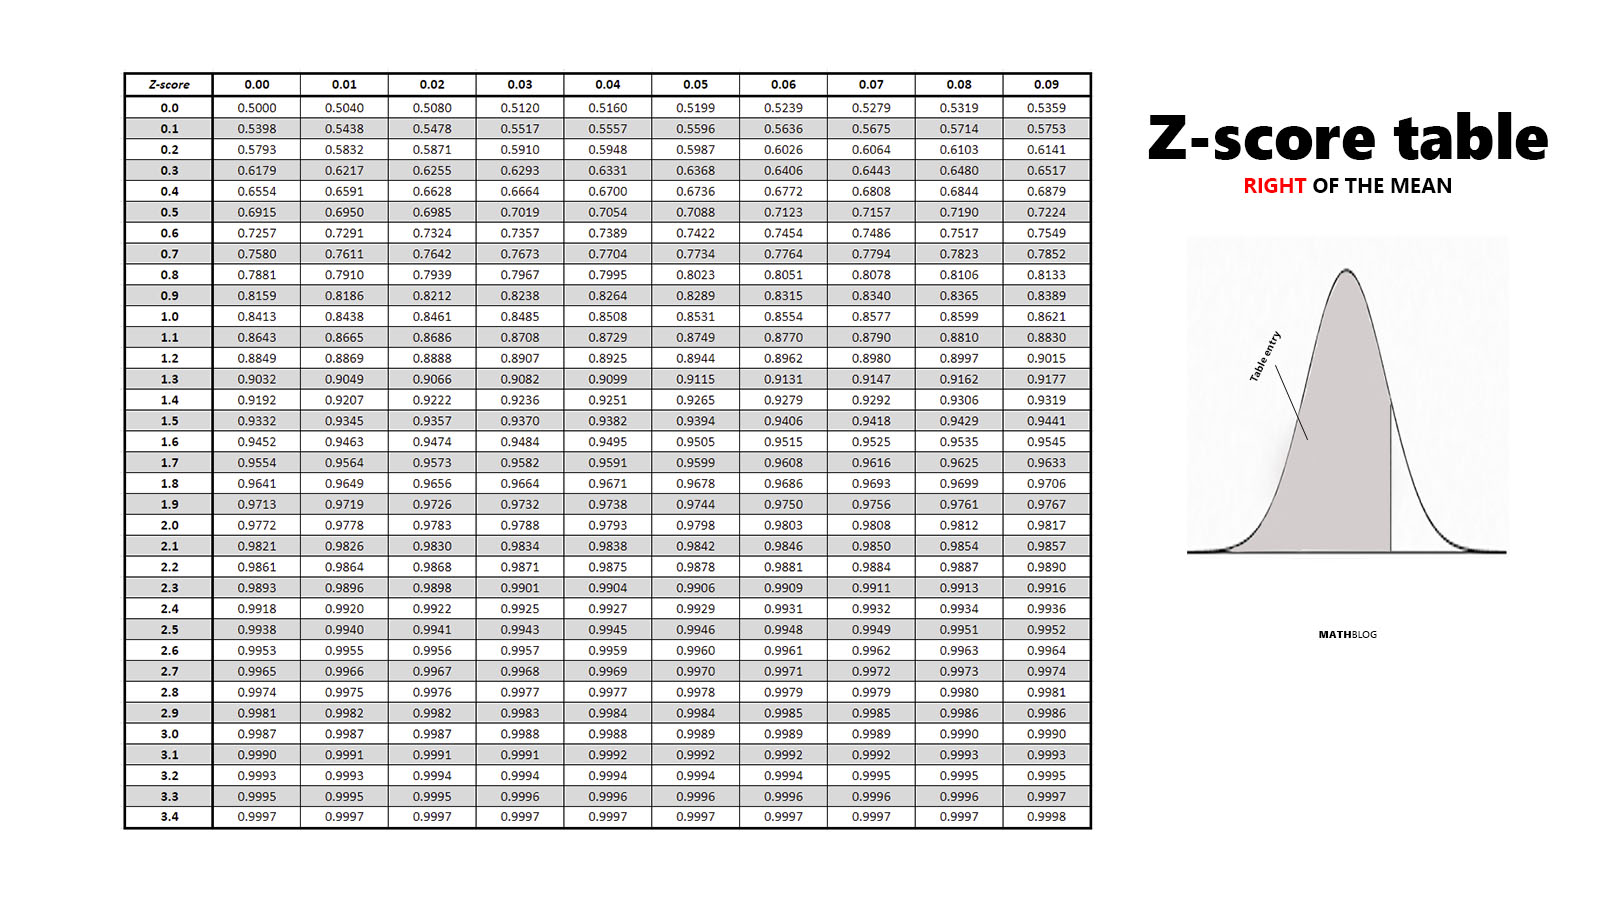 Z-score 0.00 0.01 0.02 0.03 0.04 0.05 0.06 0.07 0.08 0.09
0.0 0.5000 0.5040 0.5080 0.5120 0.5160 0.5199 0.5239 0.5279 0.5319 0.5359
0.1 0.5398 0.5438 0.5478 0.5517 0.5557 0.5596 0.5636 0.5675 0.5714 0.5753
0.2 0.5793 0.5832 0.5871 0.5910 0.5948 0.5987 0.6026 0.6064 0.6103 0.6141
0.3 0.6179 0.6217 0.6255 0.6293 0.6331 0.6368 0.6406 0.6443 0.6480 0.6517
0.4 0.6554 0.6591 0.6628 0.6664 0.6700 0.6736 0.6772 0.6808 0.6844 0.6879
0.5 0.6915 0.6950 0.6985 0.7019 0.7054 0.7088 0.7123 0.7157 0.7190 0.7224
0.6 0.7257 0.7291 0.7324 0.7357 0.7389 0.7422 0.7454 0.7486 0.7517 0.7549
0.7 0.7580 0.7611 0.7642 0.7673 0.7704 0.7734 0.7764 0.7794 0.7823 0.7852
0.8 0.7881 0.7910 0.7939 0.7967 0.7995 0.8023 0.8051 0.8078 0.8106 0.8133
0.9 0.8159 0.8186 0.8212 0.8238 0.8264 0.8289 0.8315 0.8340 0.8365 0.8389
1.0 0.8413 0.8438 0.8461 0.8485 0.8508 0.8531 0.8554 0.8577 0.8599 0.8621
1.1 0.8643 0.8665 0.8686 0.8708 0.8729 0.8749 0.8770 0.8790 0.8810 0.8830
1.2 0.8849 0.8869 0.8888 0.8907 0.8925 0.8944 0.8962 0.8980 0.8997 0.9015
1.3 0.9032 0.9049 0.9066 0.9082 0.9099 0.9115 0.9131 0.9147 0.9162 0.9177
1.4 0.9192 0.9207 0.9222 0.9236 0.9251 0.9265 0.9279 0.9292 0.9306 0.9319
1.5 0.9332 0.9345 0.9357 0.9370 0.9382 0.9394 0.9406 0.9418 0.9429 0.9441
1.6 0.9452 0.9463 0.9474 0.9484 0.9495 0.9505 0.9515 0.9525 0.9535 0.9545
1.7 0.9554 0.9564 0.9573 0.9582 0.9591 0.9599 0.9608 0.9616 0.9625 0.9633
1.8 0.9641 0.9649 0.9656 0.9664 0.9671 0.9678 0.9686 0.9693 0.9699 0.9706
1.9 0.9713 0.9719 0.9726 0.9732 0.9738 0.9744 0.9750 0.9756 0.9761 0.9767
2.0 0.9772 0.9778 0.9783 0.9788 0.9793 0.9798 0.9803 0.9808 0.9812 0.9817
2.1 0.9821 0.9826 0.9830 0.9834 0.9838 0.9842 0.9846 0.9850 0.9854 0.9857
2.2 0.9861 0.9864 0.9868 0.9871 0.9875 0.9878 0.9881 0.9884 0.9887 0.9890
2.3 0.9893 0.9896 0.9898 0.9901 0.9904 0.9906 0.9909 0.9911 0.9913 0.9916
2.4 0.9918 0.9920 0.9922 0.9925 0.9927 0.9929 0.9931 0.9932 0.9934 0.9936
2.5 0.9938 0.9940 0.9941 0.9943 0.9945 0.9946 0.9948 0.9949 0.9951 0.9952
2.6 0.9953 0.9955 0.9956 0.9957 0.9959 0.9960 0.9961 0.9962 0.9963 0.9964
2.7 0.9965 0.9966 0.9967 0.9968 0.9969 0.9970 0.9971 0.9972 0.9973 0.9974
2.8 0.9974 0.9975 0.9976 0.9977 0.9977 0.9978 0.9979 0.9979 0.9980 0.9981
2.9 0.9981 0.9982 0.9982 0.9983 0.9984 0.9984 0.9985 0.9985 0.9986 0.9986
3.0 0.9987 0.9987 0.9987 0.9988 0.9988 0.9989 0.9989 0.9989 0.9990 0.9990
3.1 0.9990 0.9991 0.9991 0.9991 0.9992 0.9992 0.9992 0.9992 0.9993 0.9993
3.2 0.9993 0.9993 0.9994 0.9994 0.9994 0.9994 0.9994 0.9995 0.9995 0.9995
3.3 0.9995 0.9995 0.9995 0.9996 0.9996 0.9996 0.9996 0.9996 0.9996 0.9997
3.4 0.9997 0.9997 0.9997 0.9997 0.9997 0.9997 0.9997 0.9997 0.9997 0.9998
Z-score table
RIGHT OF THE MEAN
Table entry
MATHBLOG